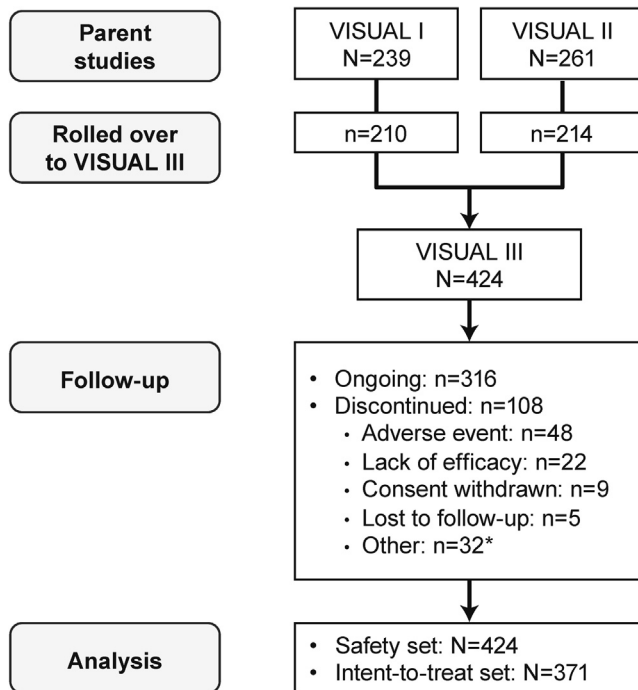 Parent
studies
VISUAL I
N=239
VISUAL II
N=261
Rolled over
to VISUAL III
n=210
n=214
VISUAL III
N=424
Follow-up
• Ongoing: n=316
• Discontinued: n=108
• Adverse event: n=48
• Lack of efficacy: n=22
• Consent withdrawn: n=9
• Lost to follow-up: n=5
• Other: n=32*
Analysis
• Safety set: N=424
• Intent-to-treat set: N=371